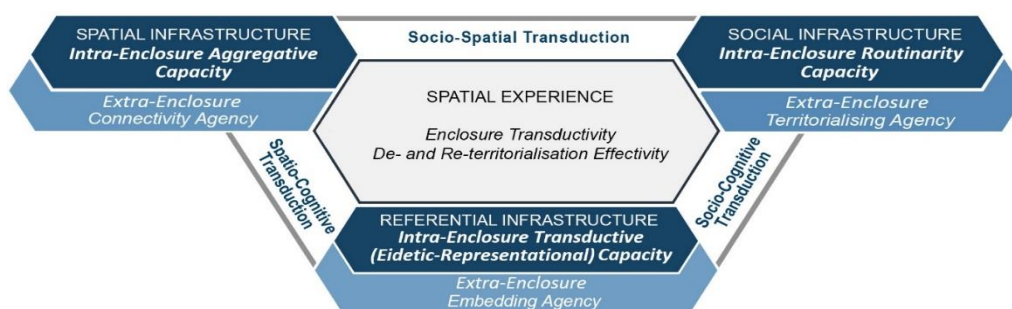 SPATIAL INFRASTRUCTURE
Intra-Enclosure Aggregative
Capacity
Extra-Enclosure
Connectivity Agency
Socio-Spatial Transduction
SOCIAL INFRASTRUCTURE
Intra-Enclosure Routinarity
Capacity
Extra-Enclosure
Territorialising Agency
SPATIAL EXPERIENCE
Enclosure Transductivity
De- and Re-territorialisation Effectivity
Spatio-Cognitive
Transduction
Socio-Cognitive
Transduction
REFERENTIAL INFRASTRUCTURE
Intra-Enclosure Transductive
(Eidetic-Representational) Capacity
Extra-Enclosure
Embedding Agency